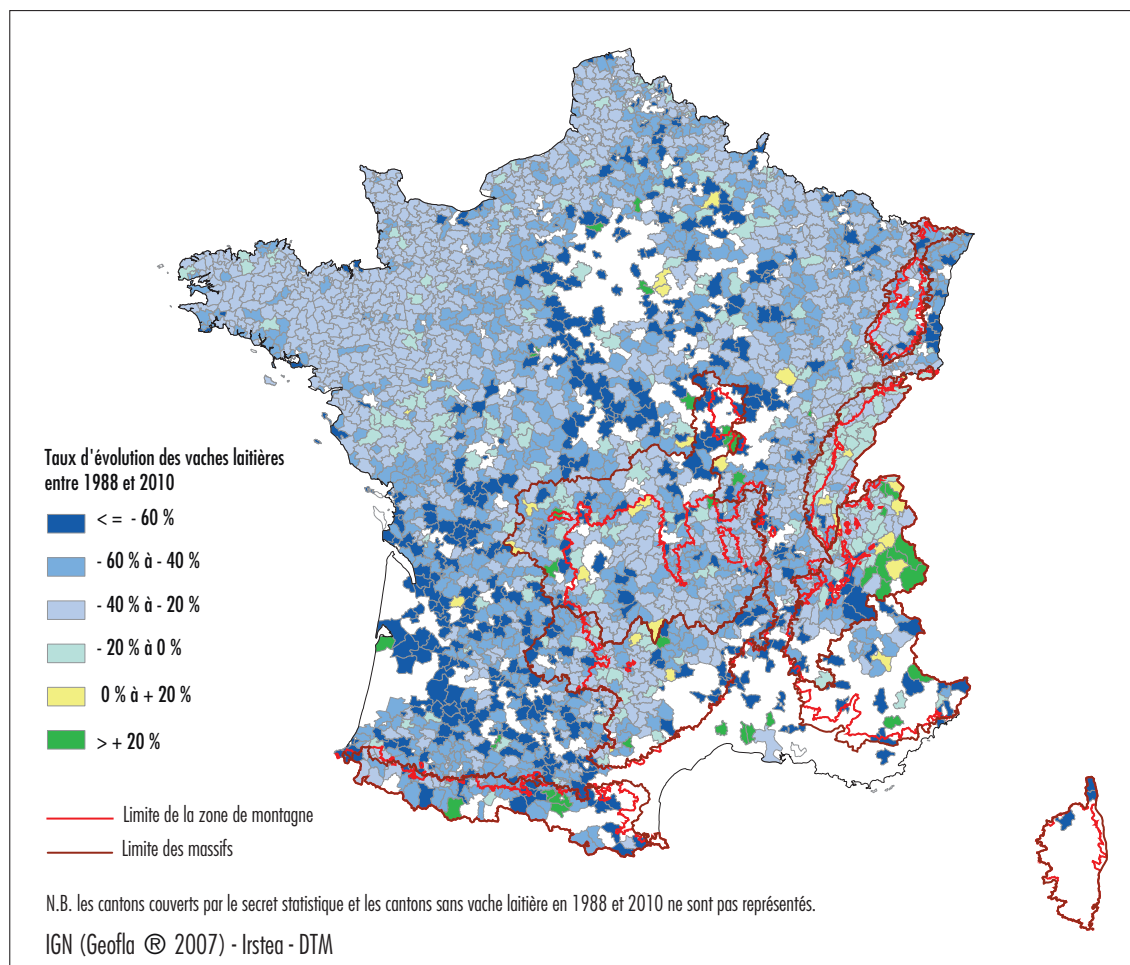 Taux d'évolution des vaches laitières
entre 1988 et 2010
< = - 60 %
- 60 % à - 40 %
- 40 % à - 20 %
- 20 % à 0 %
0 % à + 20 %
> + 20 %
Limite de la zone de montagne
Limite des massifs
N.B. les cantons couverts par le secret statistique et les cantons sans vache laitière en 1988 et 2010 ne sont pas représentés.
IGN (Geofla ® 2007) - Irstea - DTM